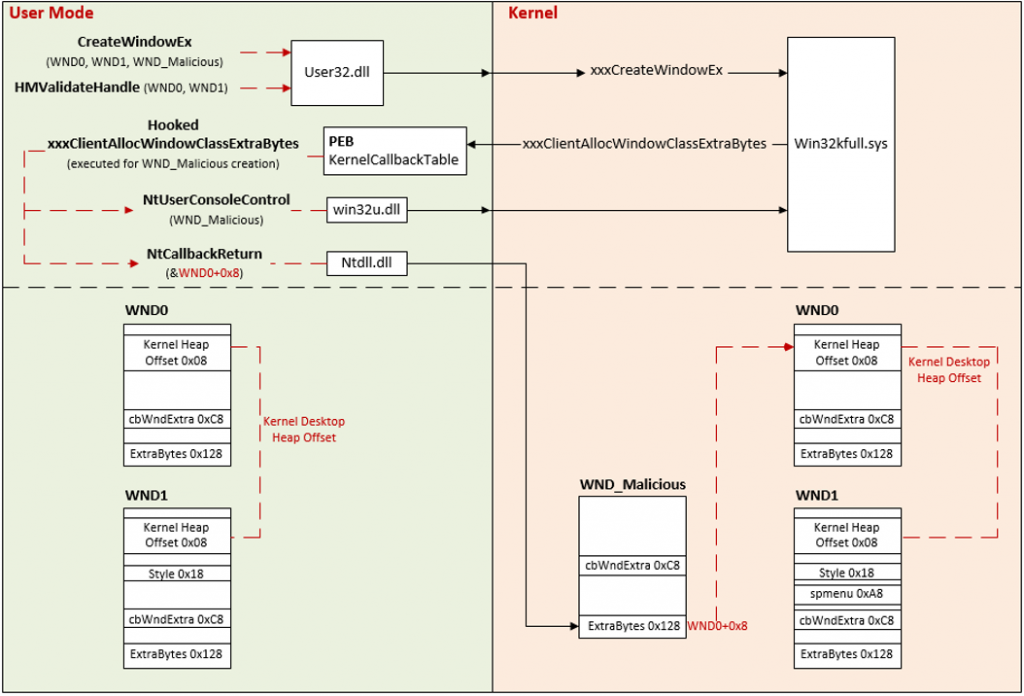 User Mode
Kernel
CreateWindowEx
(WND0, WND1, WND_Malicious)
HMValidateHandle (WND0, WND1)
User32.dll
xxxCreateWindowEx
Win32kfull.sys
Hooked
xxxClientAllocWindowClassExtraBytes
(executed for WND_Malicious creation)
PEB
KernelCallbackTable
xxxClientAllocWindowClassExtraBytes
NtUserConsoleControl
(WND_Malicious)
win32u.dll
NtCallbackReturn
(&WND0+0x8)
Ntdll.dll
WND0
Kernel Heap
Offset 0x08
cbWndExtra 0xC8
ExtraBytes 0x128
Kernel Desktop
Heap Offset
WND1
Kernel Heap
Offset 0x08
Style 0x18
cbWndExtra 0xC8
ExtraBytes 0x128
WND_Malicious
cbWndExtra 0xC8
ExtraBytes 0x128
WND0+0x8
WND0
Kernel Heap
Offset 0x08
cbWndExtra 0xC8
ExtraBytes 0x128
Kernel Desktop
Heap Offset
WND1
Kernel Heap
Offset 0x08
Style 0x18
spmenu 0xA8
cbWndExtra 0xC8
ExtraBytes 0x128